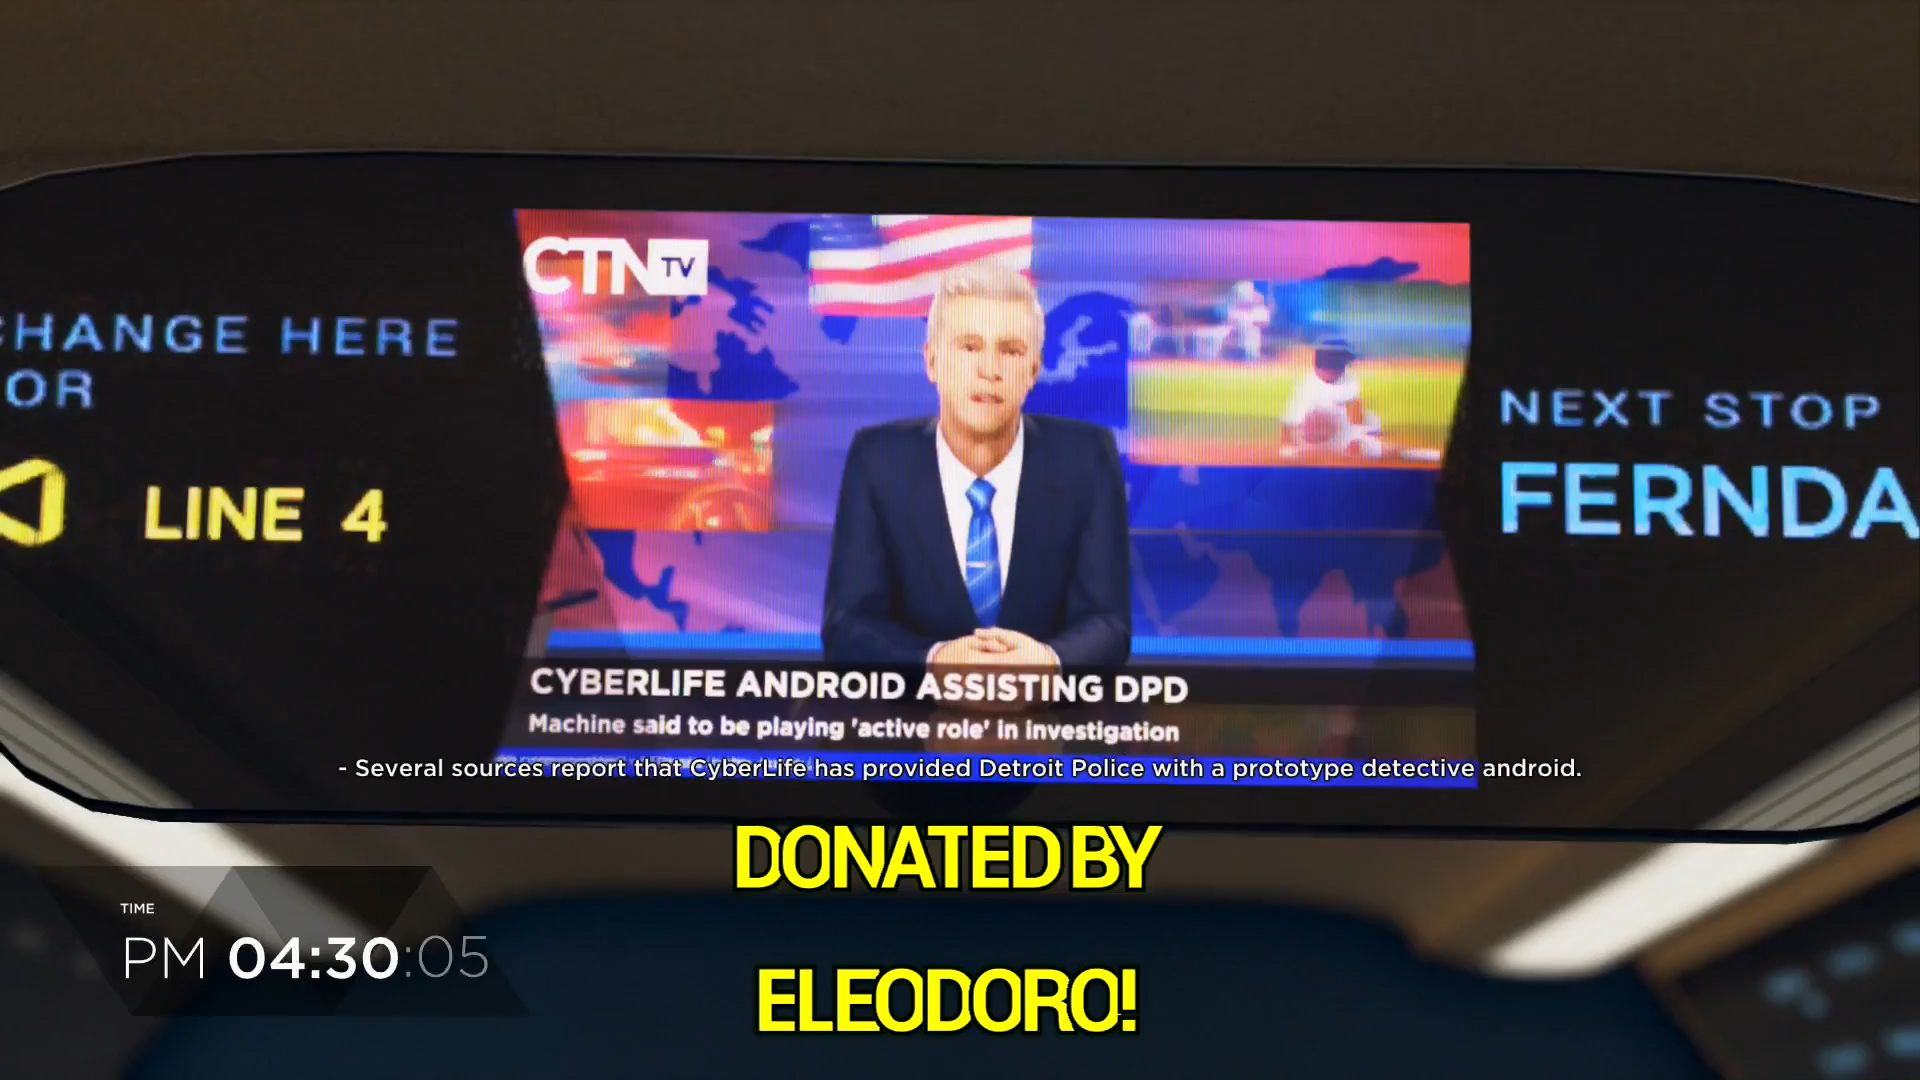 CTN TV
CHANGE HERE
OR
LINE 4
NEXT STOP
FERNDA
CYBERLIFE ANDROID ASSISTING DPD
Machine said to be playing 'active role' in investigation
- Several sources report that CyberLife has provided Detroit Police with a prototype detective android.
DONATED BY
ELEODORO!
TIME
PM 04:30:05